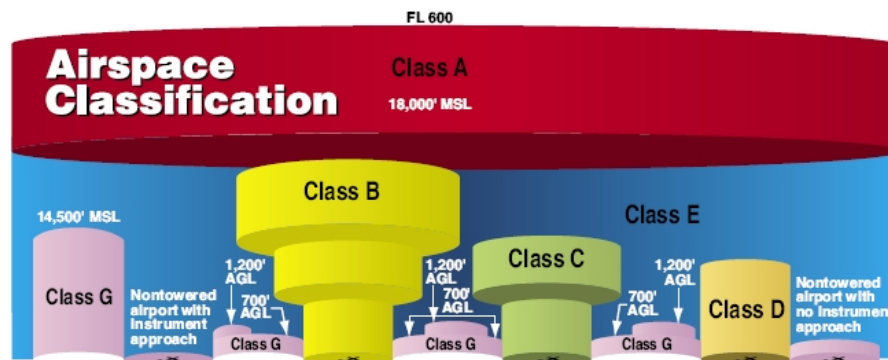 FL 600
Airspace
Classification
Class A
18,000' MSL
Class B
Class E
14,500' MSL
Class C
1,200'
AGL
1,200'
AGL
1,200'
AGL
700'
AGL
700'
AGL
700'
AGL
Class G
Nontowered
airport with
Instrument
approach
Class G
Class G
Class G
Class D
Nontowered
airport with
no Instrument
approach